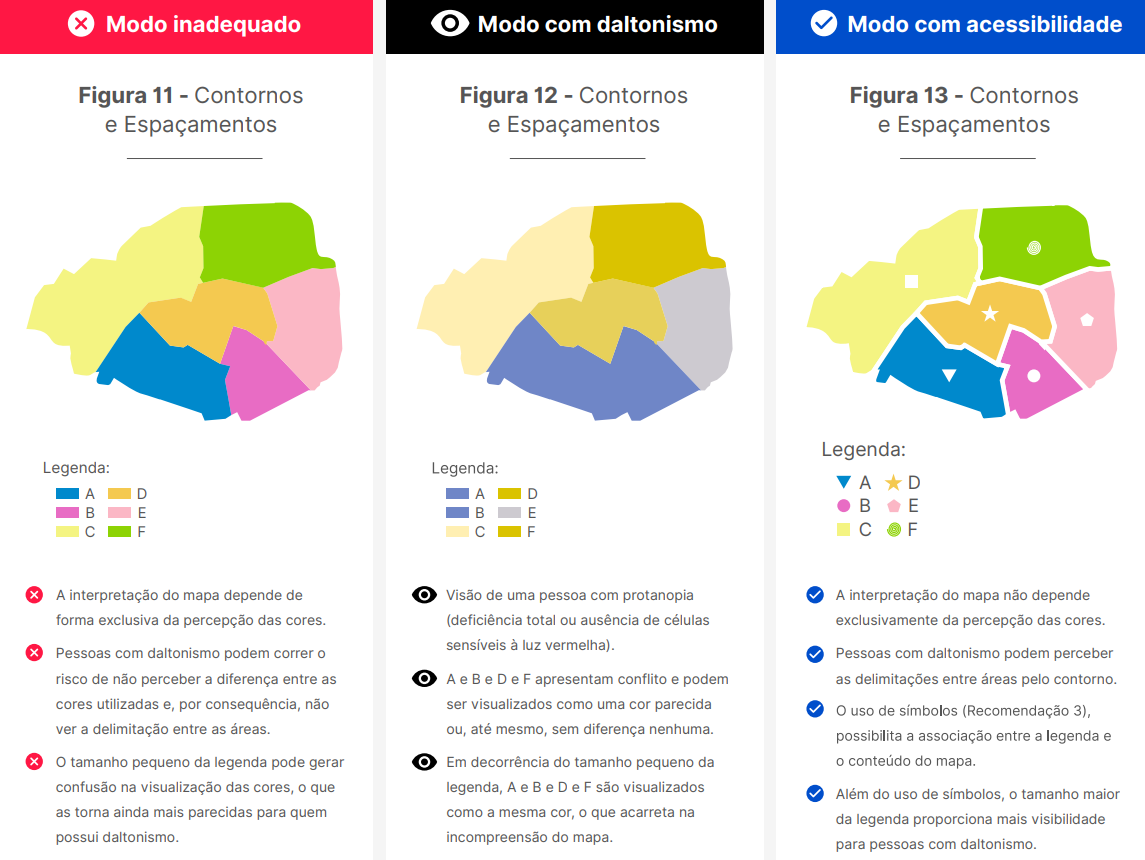 Modo inadequado
Figura 11 - Contornos
e Espaçamentos
Legenda:
A D
B E
C F
A interpretação do mapa depende de
forma exclusiva da percepção das cores.
Pessoas com daltonismo podem correr o
risco de não perceber a diferença entre as
cores utilizadas e, por consequência, não
ver a delimitação entre as áreas.
O tamanho pequeno da legenda pode gerar
confusão na visualização das cores, o que
as torna ainda mais parecidas para quem
possui daltonismo.
Modo com daltonismo
Figura 12 - Contornos
e Espaçamentos
Legenda:
A D
B E
C F
Visão de uma pessoa com protanopia
(deficiência total ou ausência de células
sensíveis à luz vermelha).
A e B e D e F apresentam conflito e podem
ser visualizados como uma cor parecida
ou, até mesmo, sem diferença nenhuma.
Em decorrência do tamanho pequeno da
legenda, A e B e D e F são visualizados
como a mesma cor, o que acarreta na
incompreensão do mapa.
Modo com acessibilidade
Figura 13 - Contornos
e Espaçamentos
Legenda:
A D
B E
C F
A interpretação do mapa não depende
exclusivamente da percepção das cores.
Pessoas com daltonismo podem perceber
as delimitações entre áreas pelo contorno.
O uso de símbolos (Recomendação 3),
possibilita a associação entre a legenda e
o conteúdo do mapa.
Além do uso de símbolos, o tamanho maior
da legenda proporciona mais visibilidade
para pessoas com daltonismo.